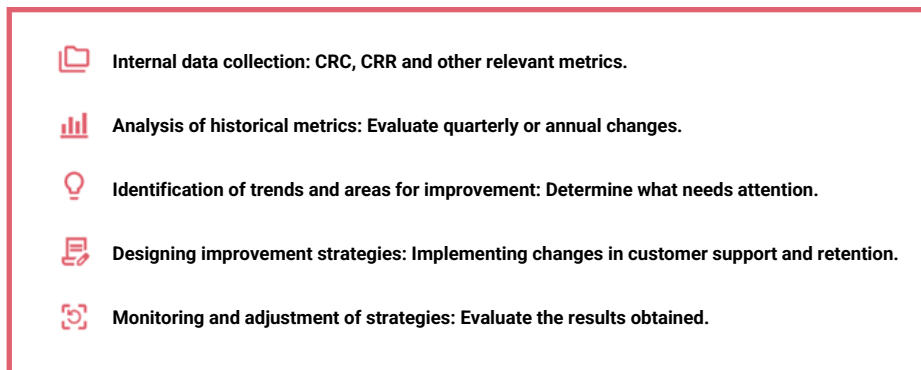 Internal data collection: CRC, CRR and other relevant metrics.
Analysis of historical metrics: Evaluate quarterly or annual changes.
Identification of trends and areas for improvement: Determine what needs attention.
Designing improvement strategies: Implementing changes in customer support and retention.
Monitoring and adjustment of strategies: Evaluate the results obtained.